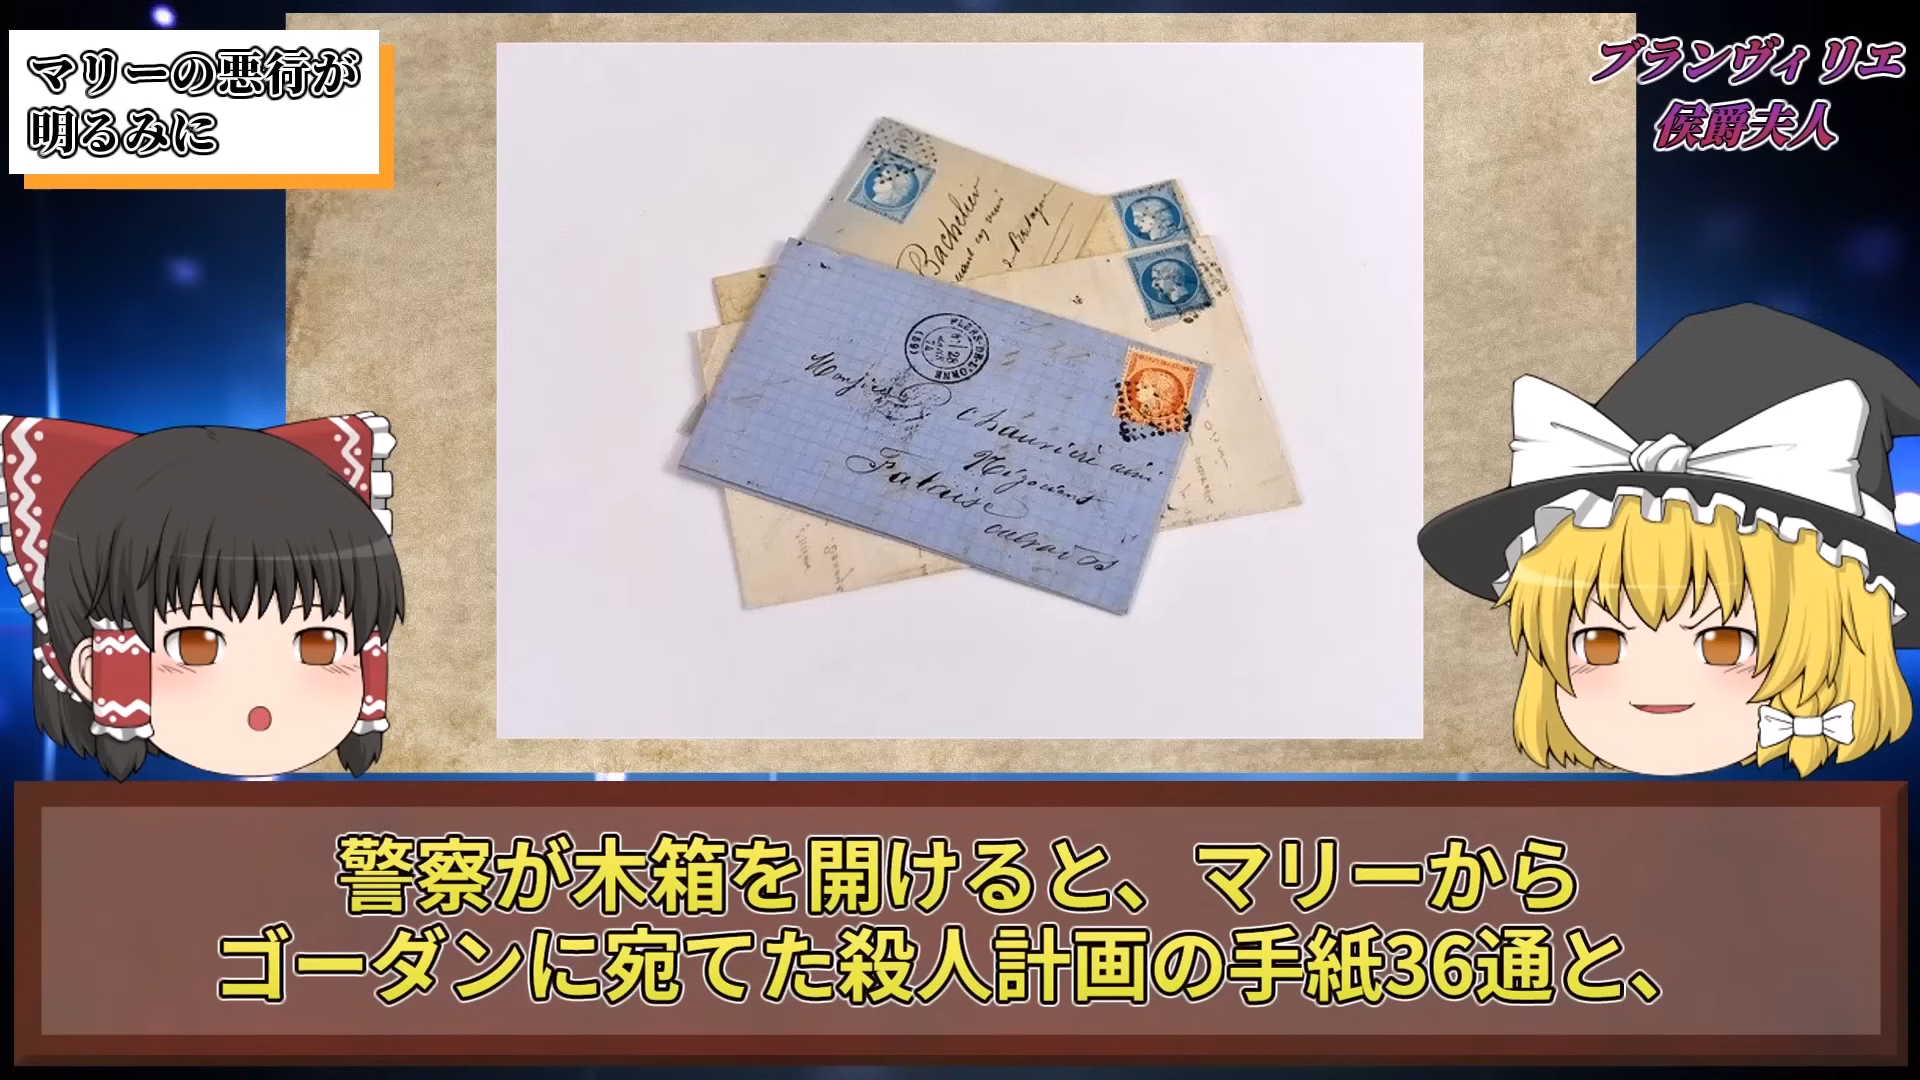 マリーの悪行が
明るみに
ブランヴィリエ
侯爵夫人
Bachelier
Falaise
警察が木箱を開けると、マリーから
ゴーダンに宛てた殺人計画の手紙36通と、